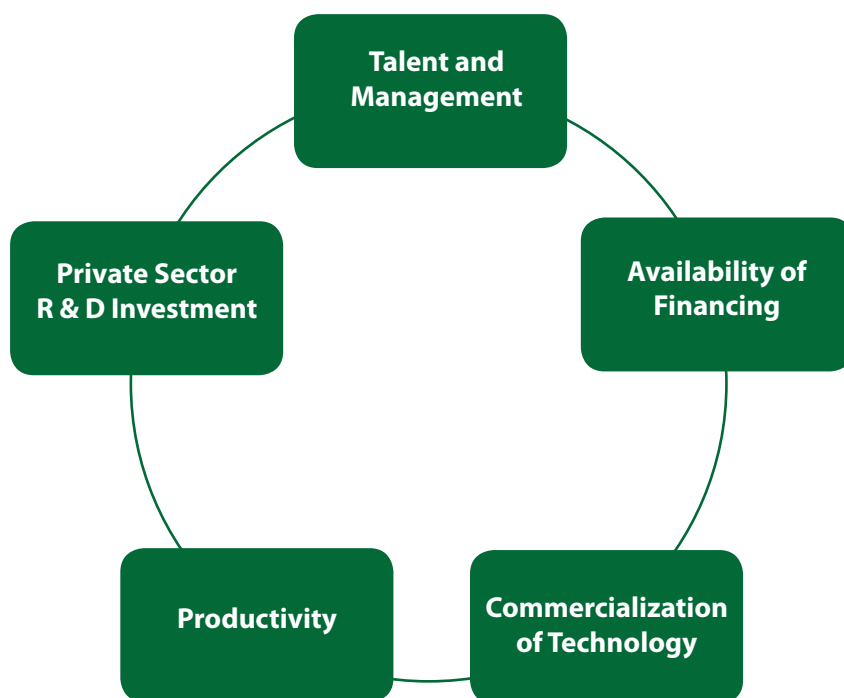 Talent and
Management
Private Sector
R & D Investment
Availability of
Financing
Productivity
Commercialization
of Technology